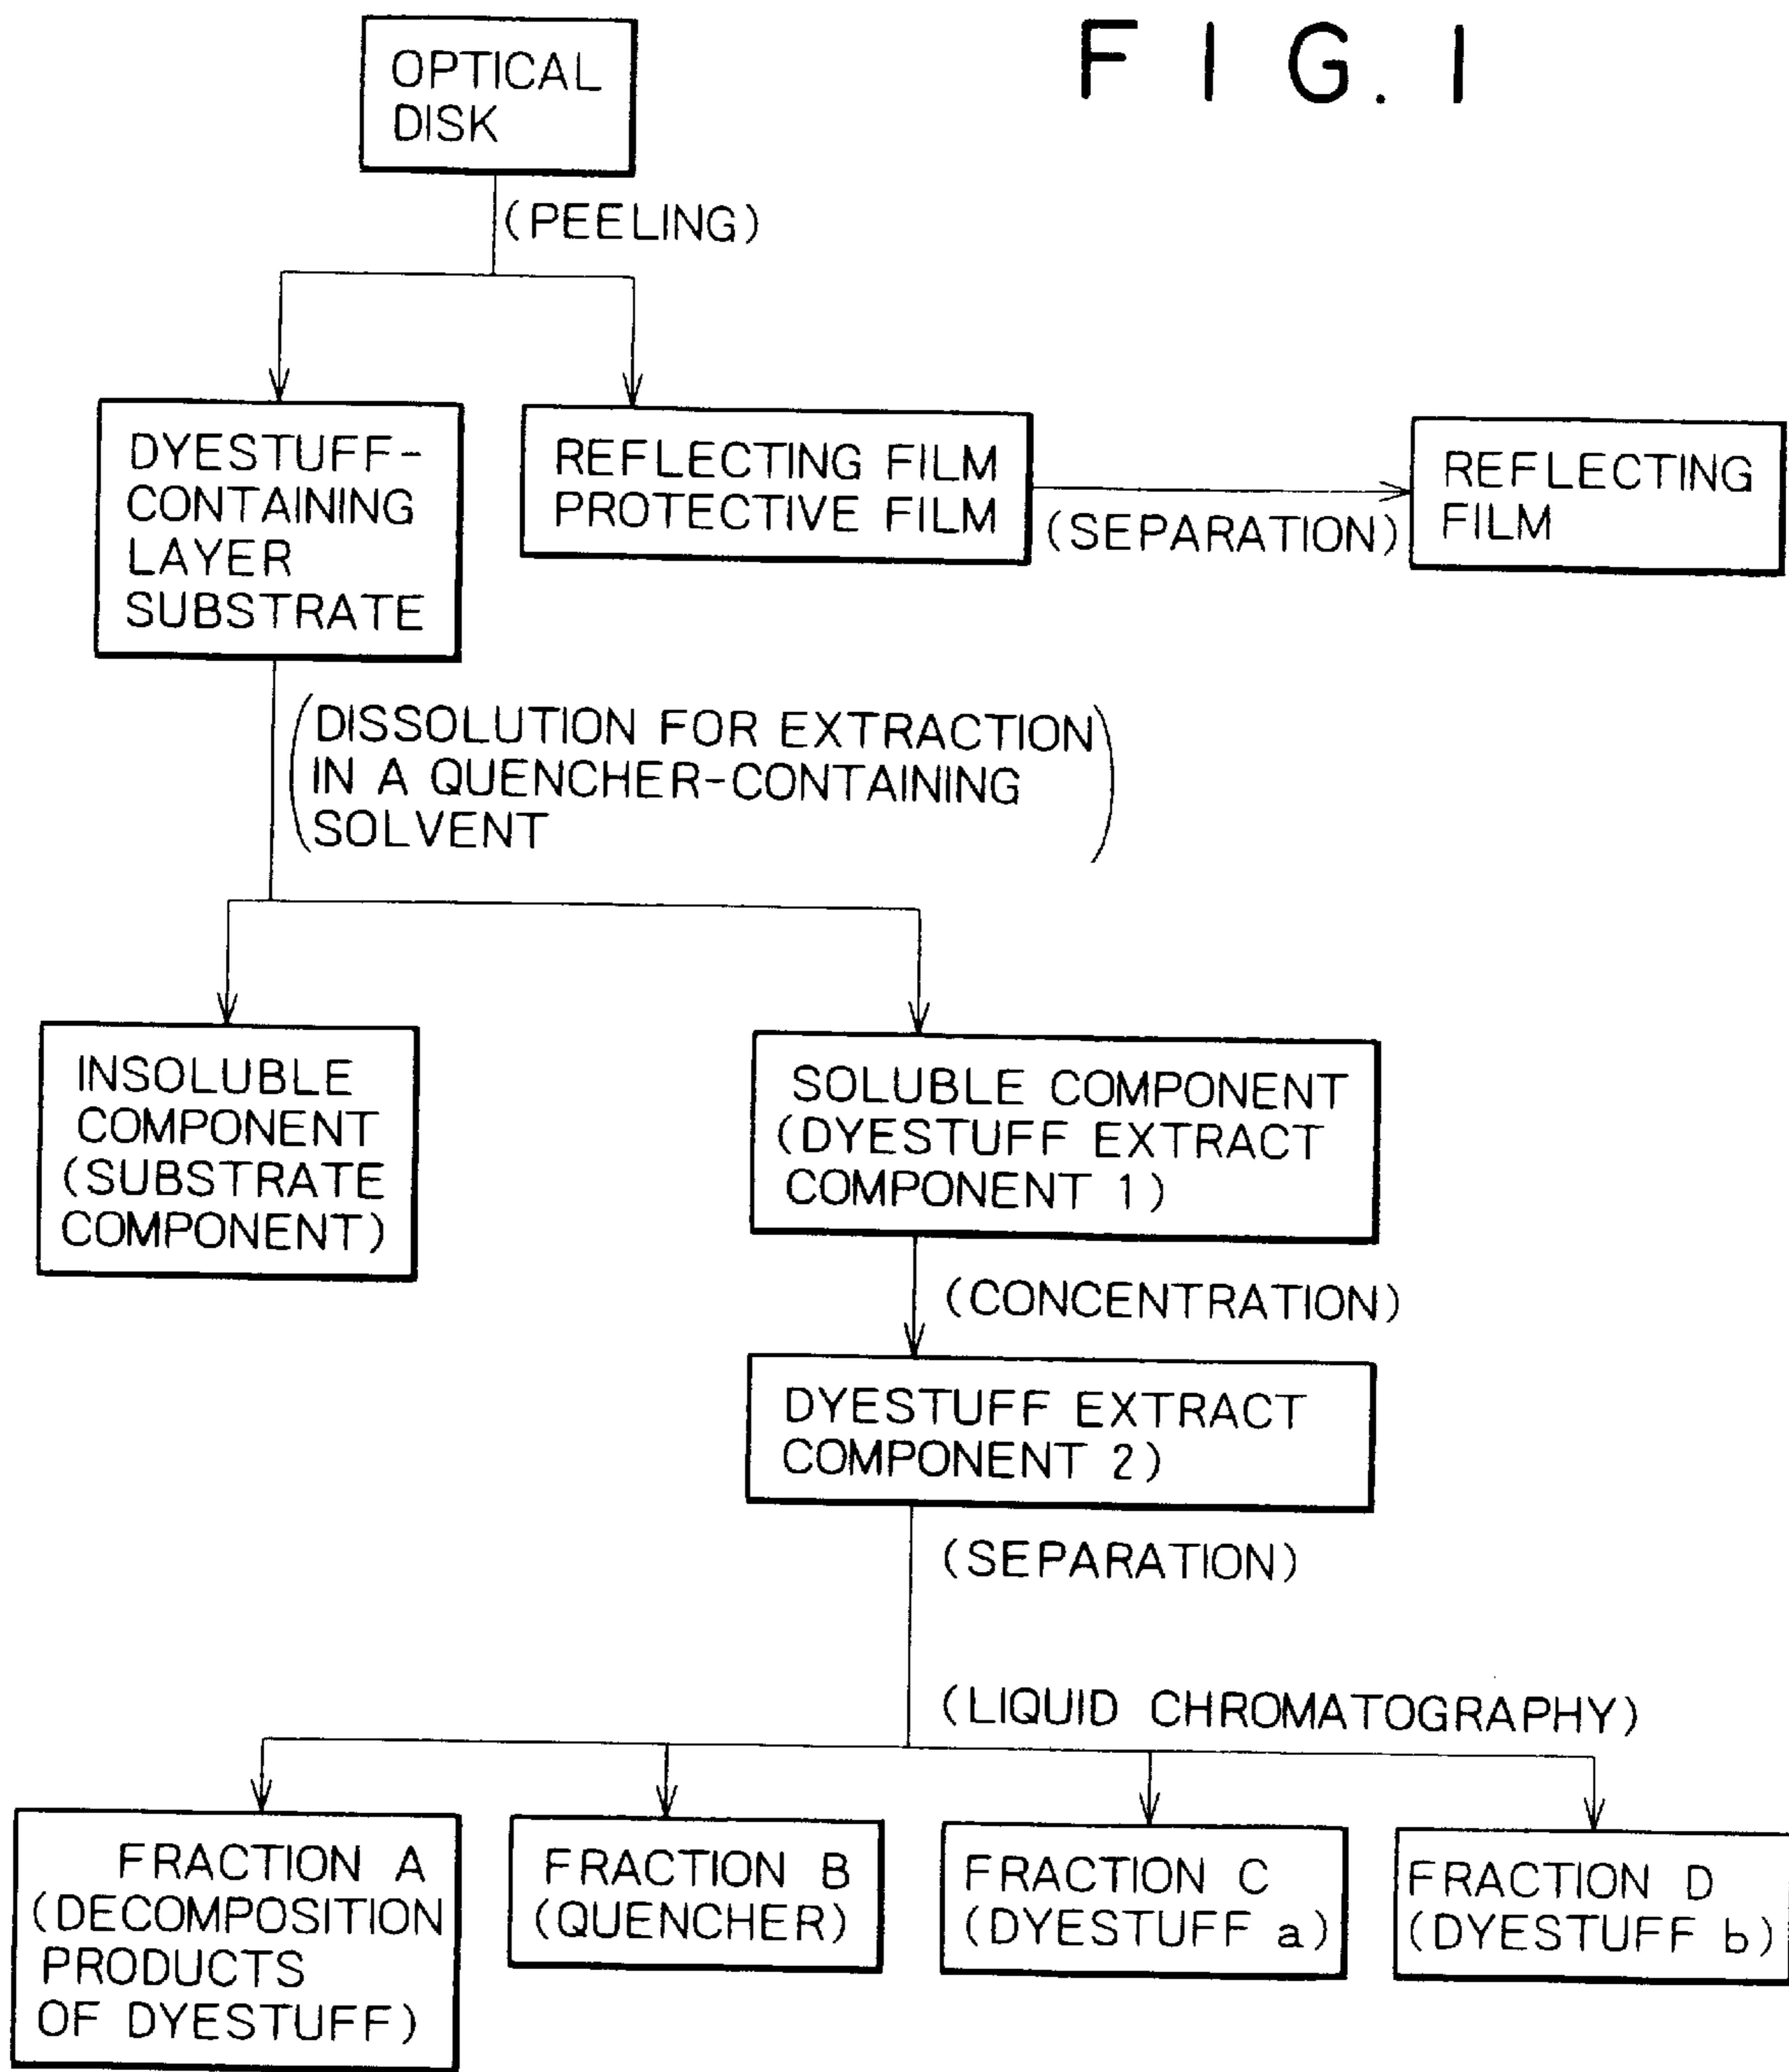 FIG. 1
OPTICAL
DISK
(PEELING)
DYESTUFF-
CONTAINING
LAYER
SUBSTRATE
REFLECTING FILM
PROTECTIVE FILM
(SEPARATION)
REFLECTING
FILM
(DISSOLUTION FOR EXTRACTION
IN A QUENCHER-CONTAINING
SOLVENT)
INSOLUBLE
COMPONENT
(SUBSTRATE
COMPONENT)
SOLUBLE COMPONENT
(DYESTUFF EXTRACT
COMPONENT 1)
(CONCENTRATION)
DYESTUFF EXTRACT
COMPONENT 2)
(SEPARATION)
(LIQUID CHROMATOGRAPHY)
FRACTION A
(DECOMPOSITION
PRODUCTS
OF DYESTUFF)
FRACTION B
(QUENCHER)
FRACTION C
(DYESTUFF a)
FRACTION D
(DYESTUFF b)